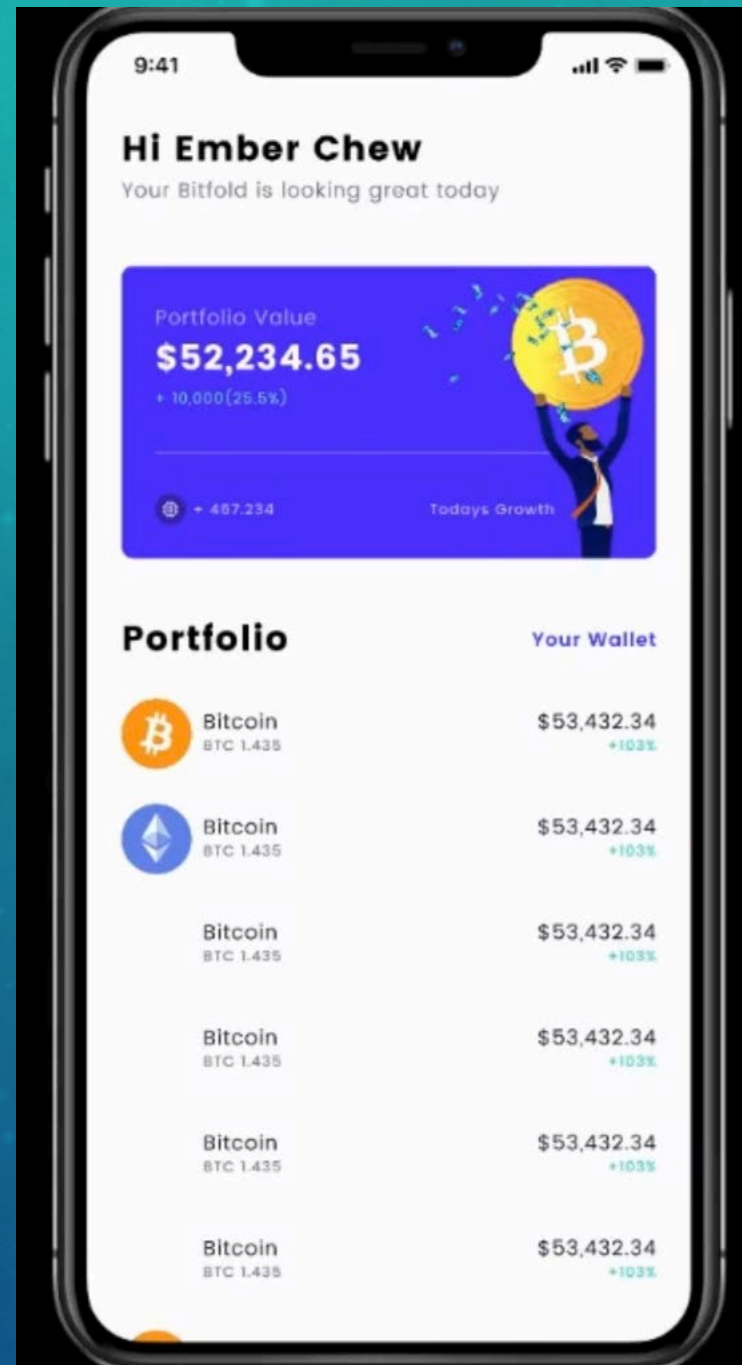 9:41
Hi Ember Chew
Your Bitfold is looking great today
Portfolio Value
$52,234.65
+ 10,000(25.5%)
+ 467.234 Todays Growth
Portfolio Your Wallet
Bitcoin $53,432.34
BTC 1.435 +103%
Bitcoin $53,432.34
BTC 1.435 +103%
Bitcoin $53,432.34
BTC 1.435 +103%
Bitcoin $53,432.34
BTC 1.435 +103%
Bitcoin $53,432.34
BTC 1.435 +103%
Bitcoin $53,432.34
BTC 1.435 +103%